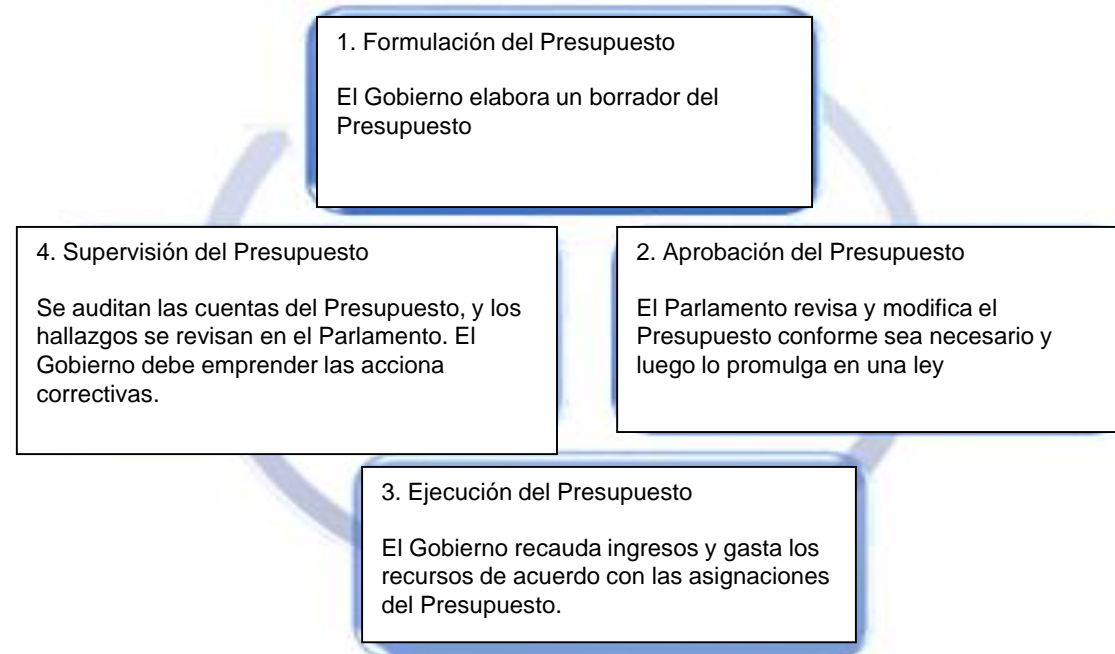 1. Formulación del Presupuesto
El Gobierno elabora un borrador del
Presupuesto
2. Aprobación del Presupuesto
El Parlamento revisa y modifica el
Presupuesto conforme sea necesario y
luego lo promulga en una ley
3. Ejecución del Presupuesto
El Gobierno recauda ingresos y gasta los
recursos de acuerdo con las asignaciones
del Presupuesto.
4. Supervisión del Presupuesto
Se auditan las cuentas del Presupuesto, y los
hallazgos se revisan en el Parlamento. El
Gobierno debe emprender las acciona
correctivas.